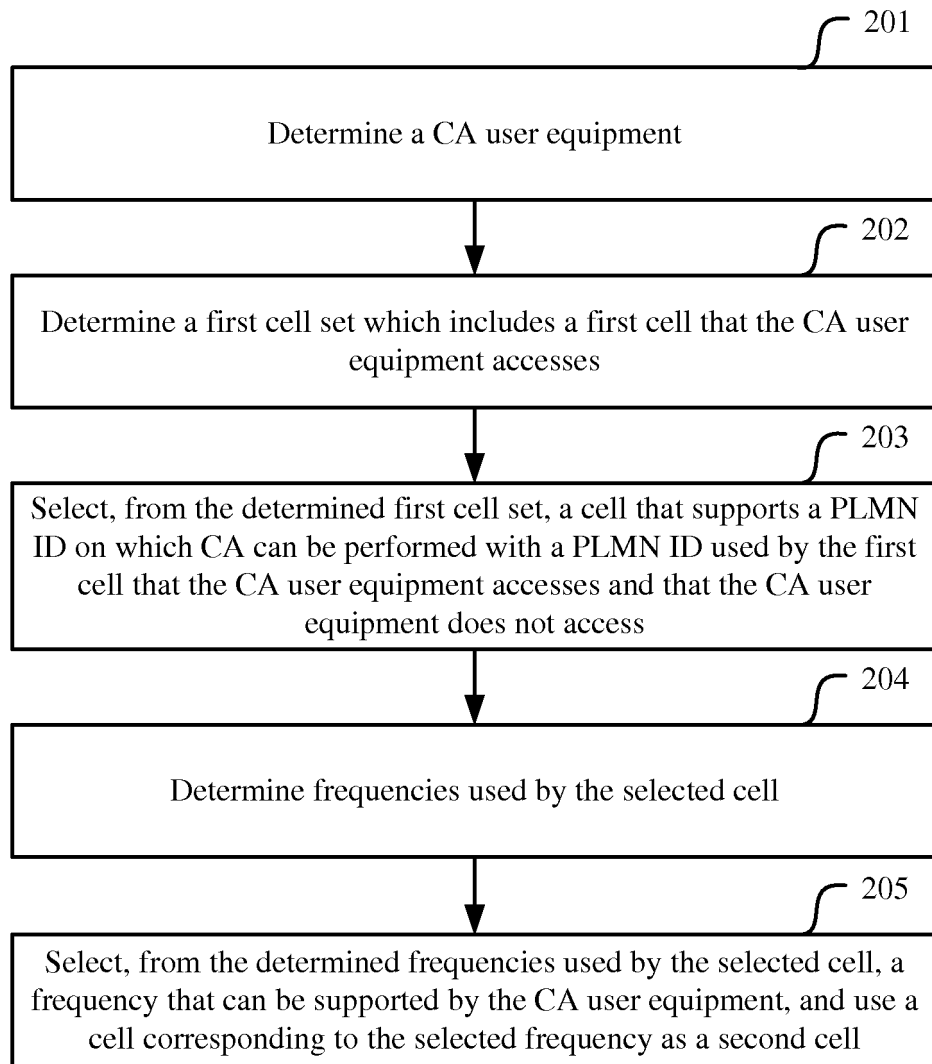 201
Determine a CA user equipment
202
Determine a first cell set which includes a first cell that the CA user
equipment accesses
203
Select, from the determined first cell set, a cell that supports a PLMN
ID on which CA can be performed with a PLMN ID used by the first
cell that the CA user equipment accesses and that the CA user
equipment does not access
204
Determine frequencies used by the selected cell
205
Select, from the determined frequencies used by the selected cell, a
frequency that can be supported by the CA user equipment, and use a
cell corresponding to the selected frequency as a second cell